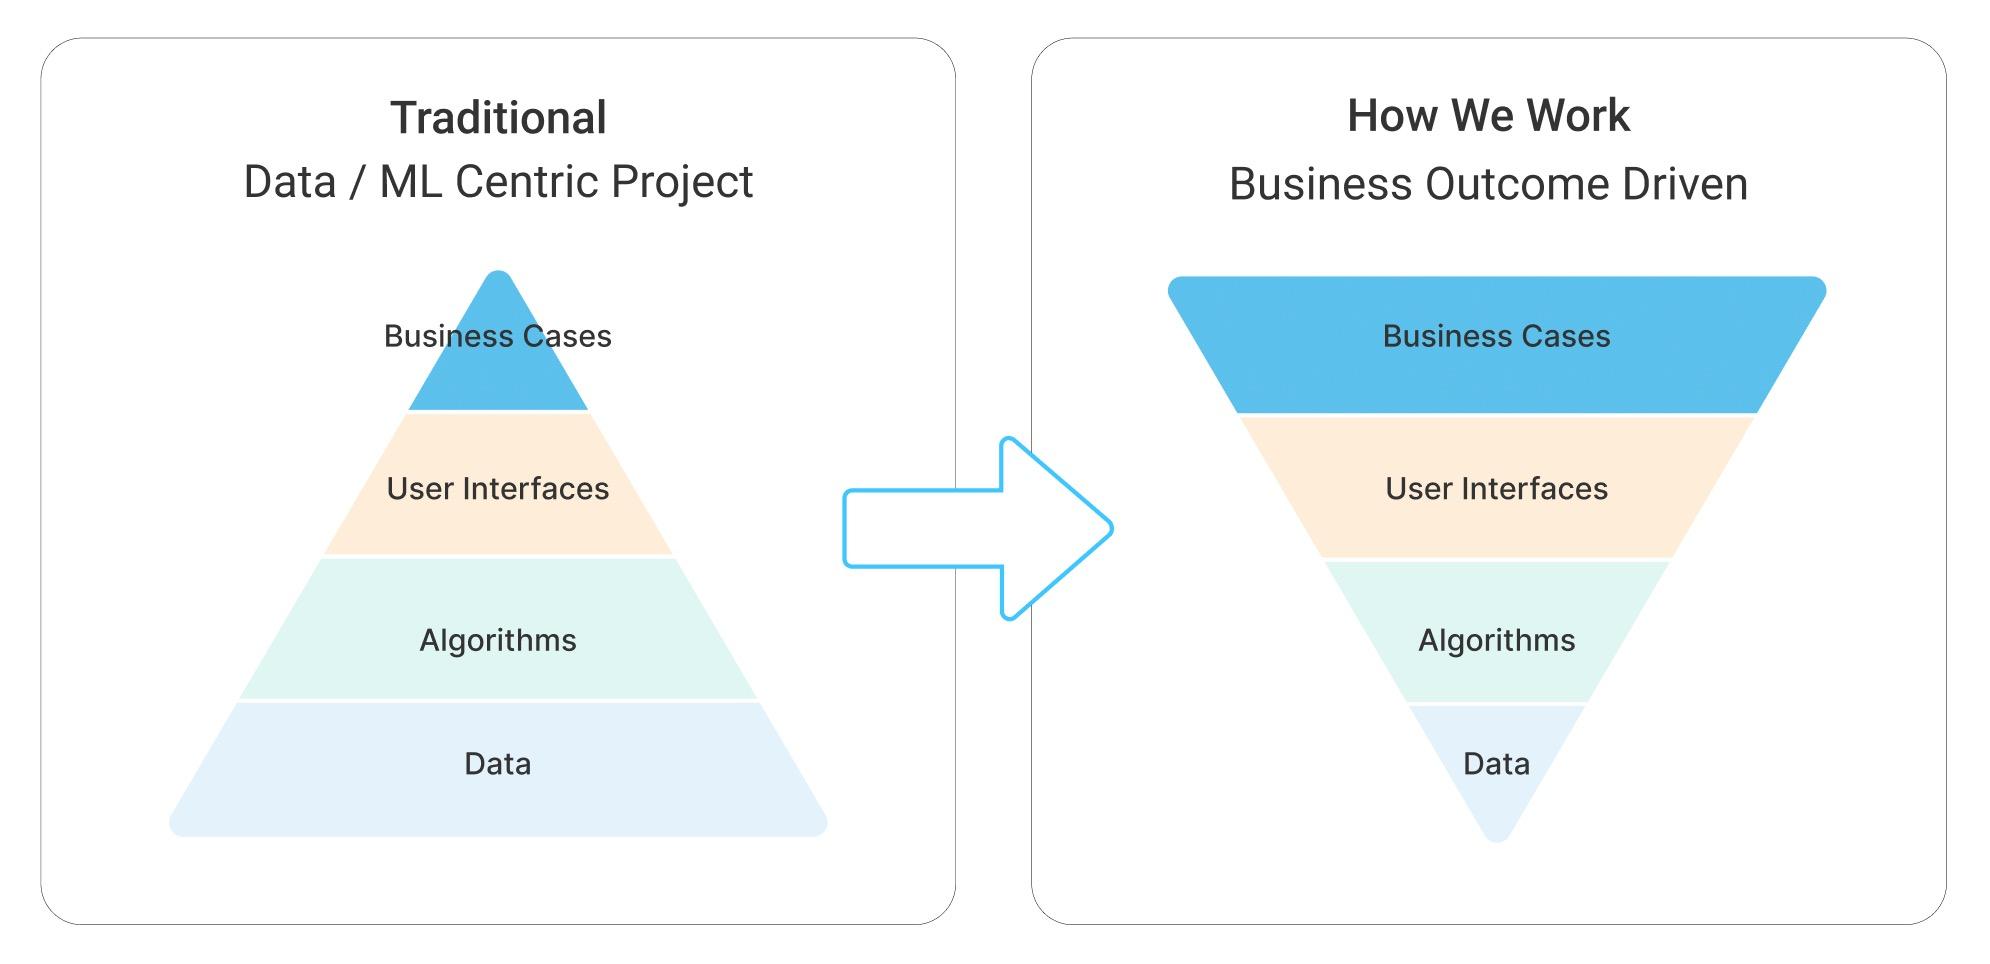 Traditional
Data / ML Centric Project
Business Cases
User Interfaces
Algorithms
Data
How We Work
Business Outcome Driven
Business Cases
User Interfaces
Algorithms
Data